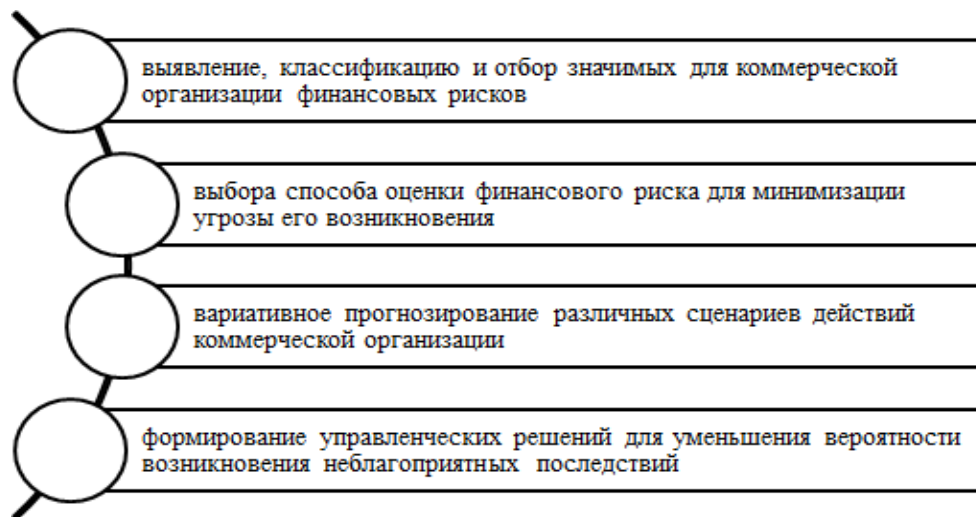 выявление, классификацию и отбор значимых для коммерческой
организации финансовых рисков
выбора способа оценки финансового риска для минимизации
угрозы его возникновения
вариативное прогнозирование различных сценариев действий
коммерческой организации
формирование управленческих решений для уменьшения вероятности
возникновения неблагоприятных последствий